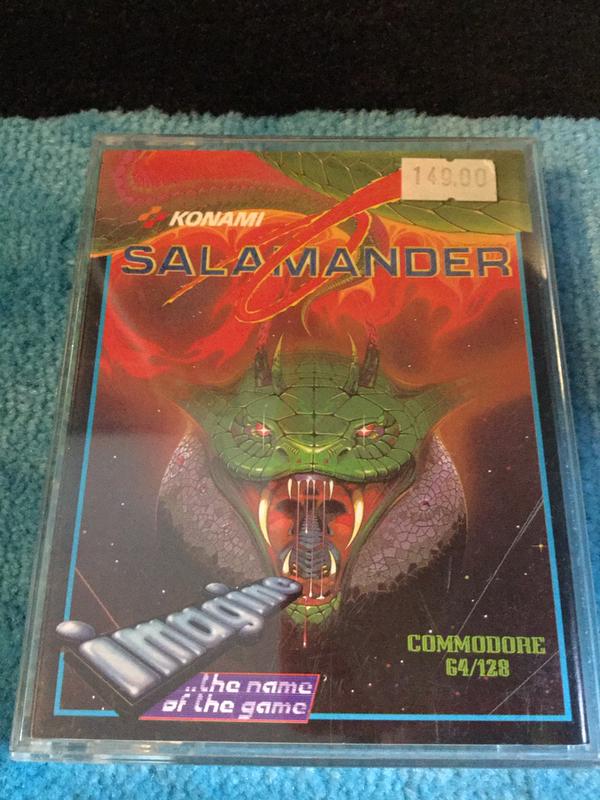 149.00
KONAMI
SALAMANDER
imagine
...the name
of the game
COMMODORE
64/128